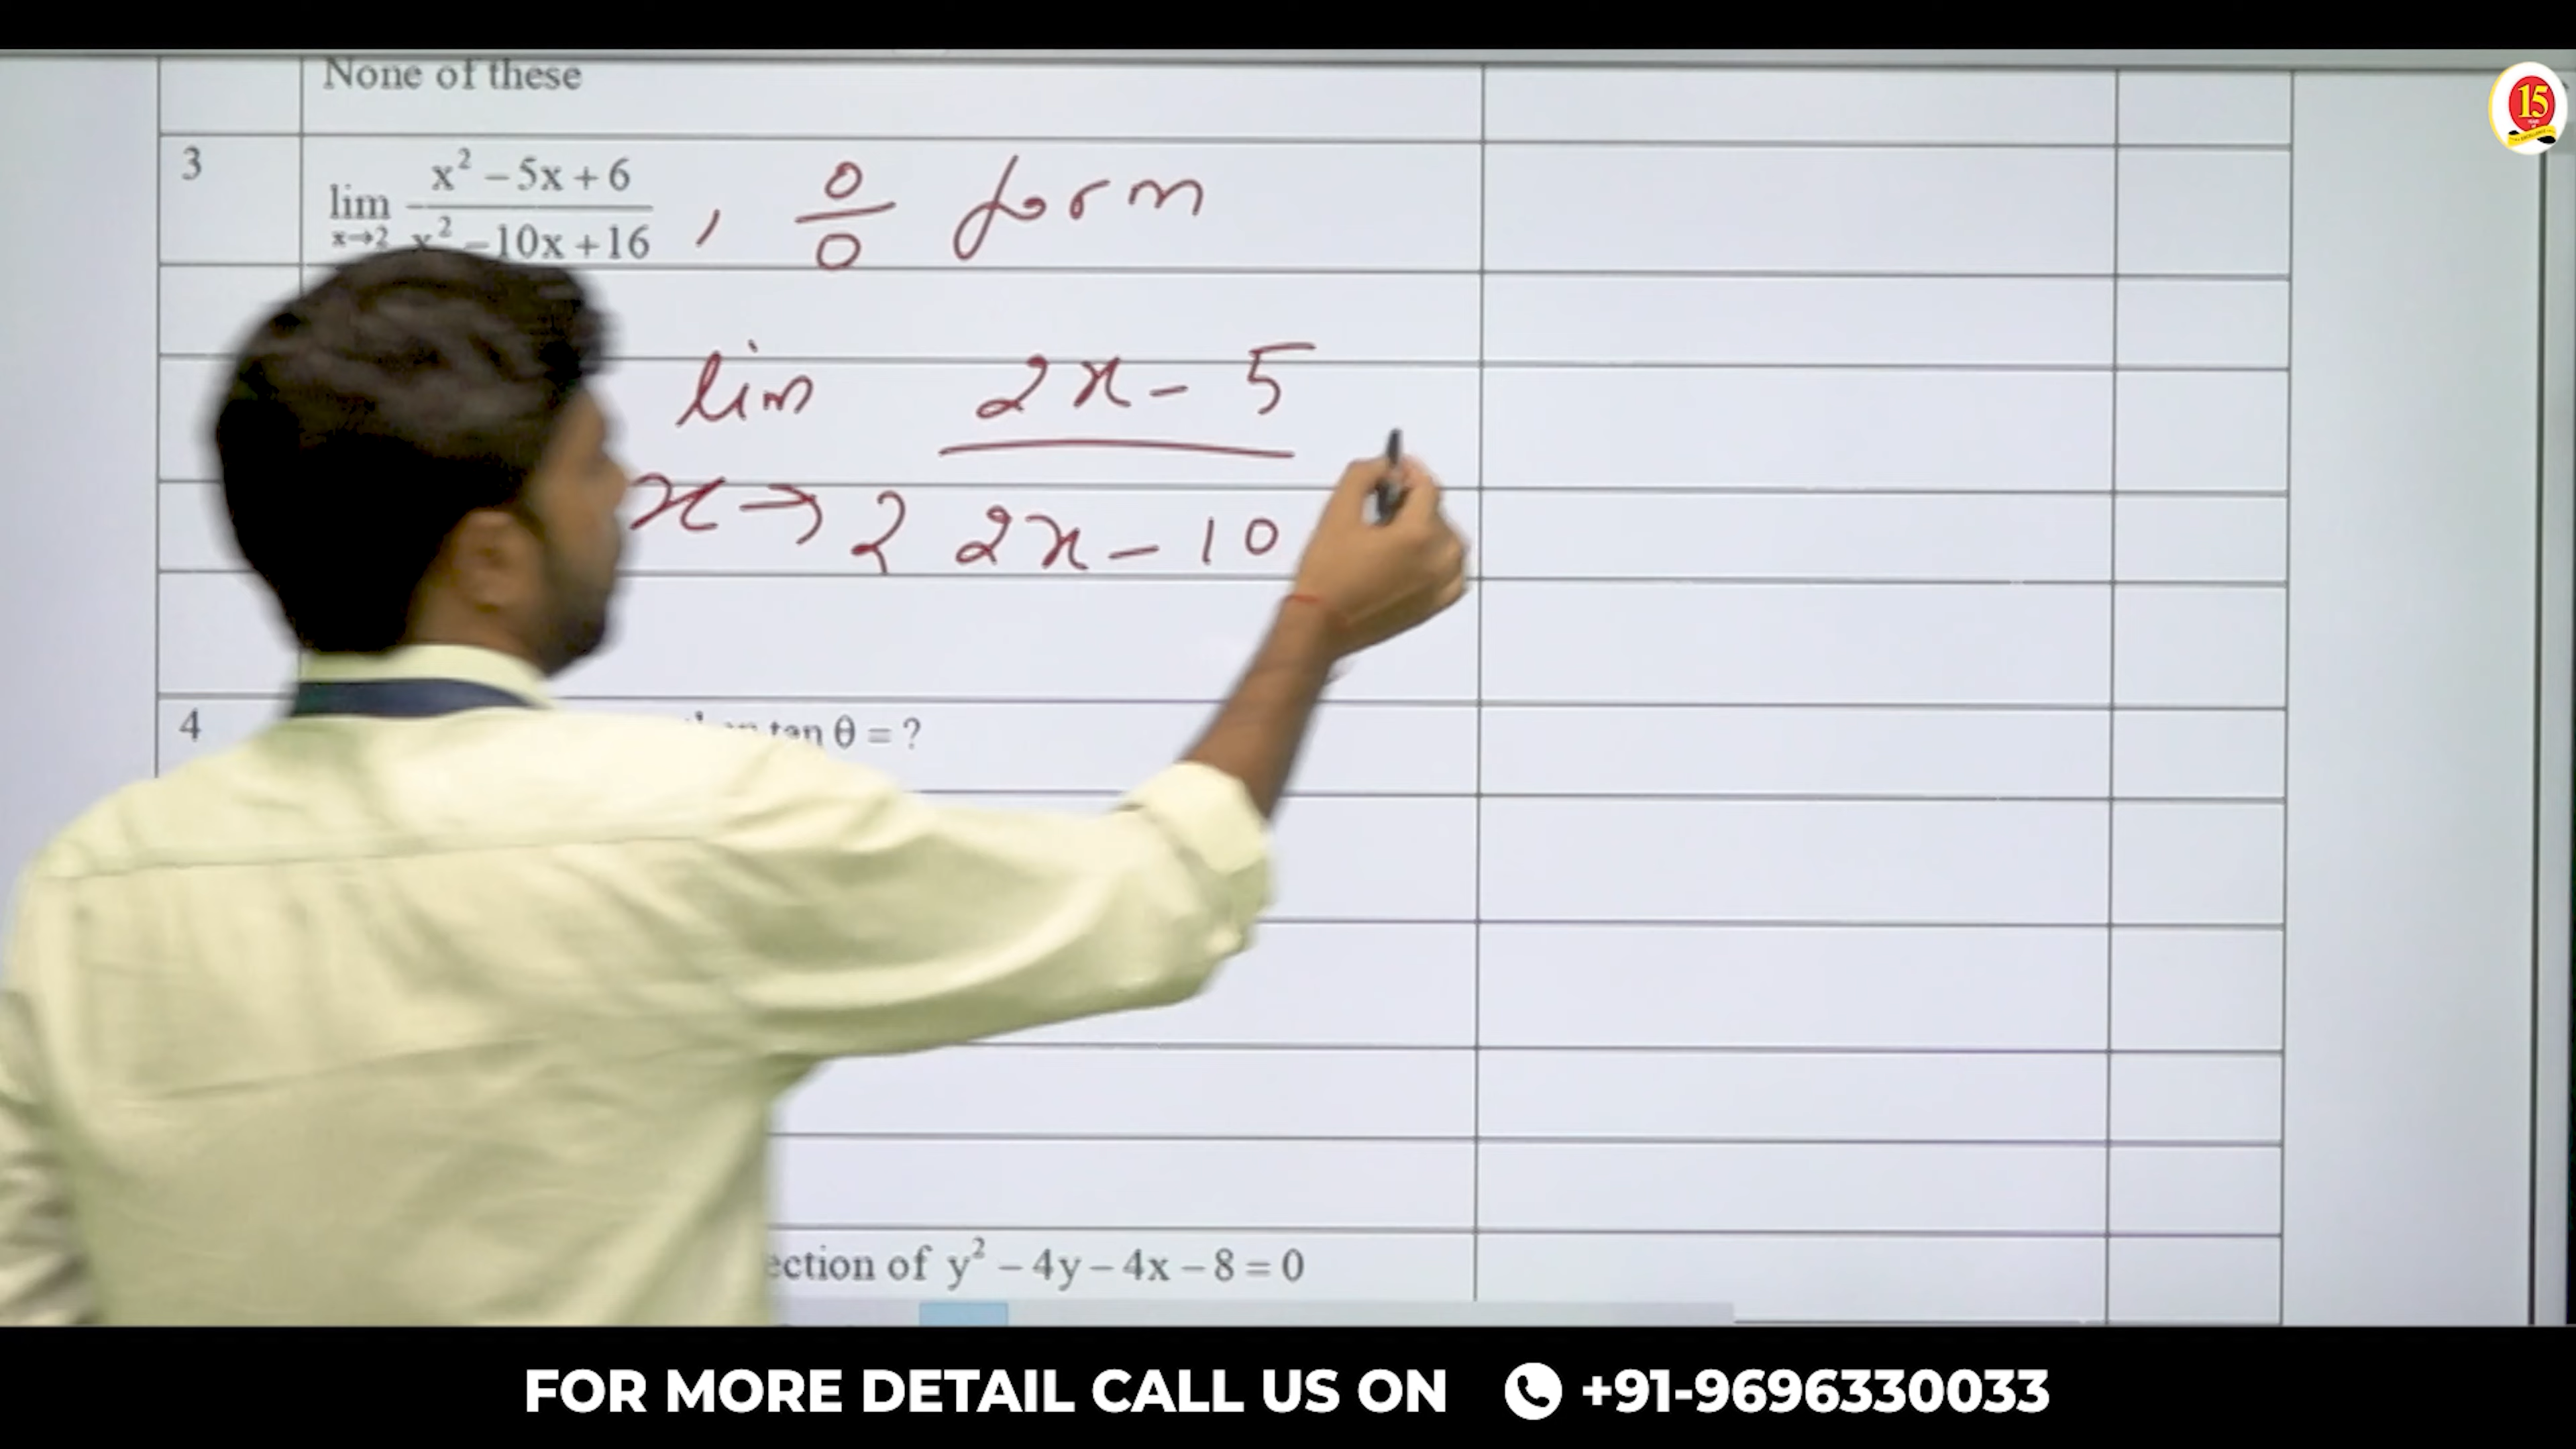 None of these
3
lim x→2 x² – 5x + 6 / x² – 10x + 16 , 0/0 form
lim x→2 2x – 5 / 2x – 10
4
tan θ = ?
ection of y² – 4y – 4x – 8 = 0
15
FOR MORE DETAIL CALL US ON +91-9696330033